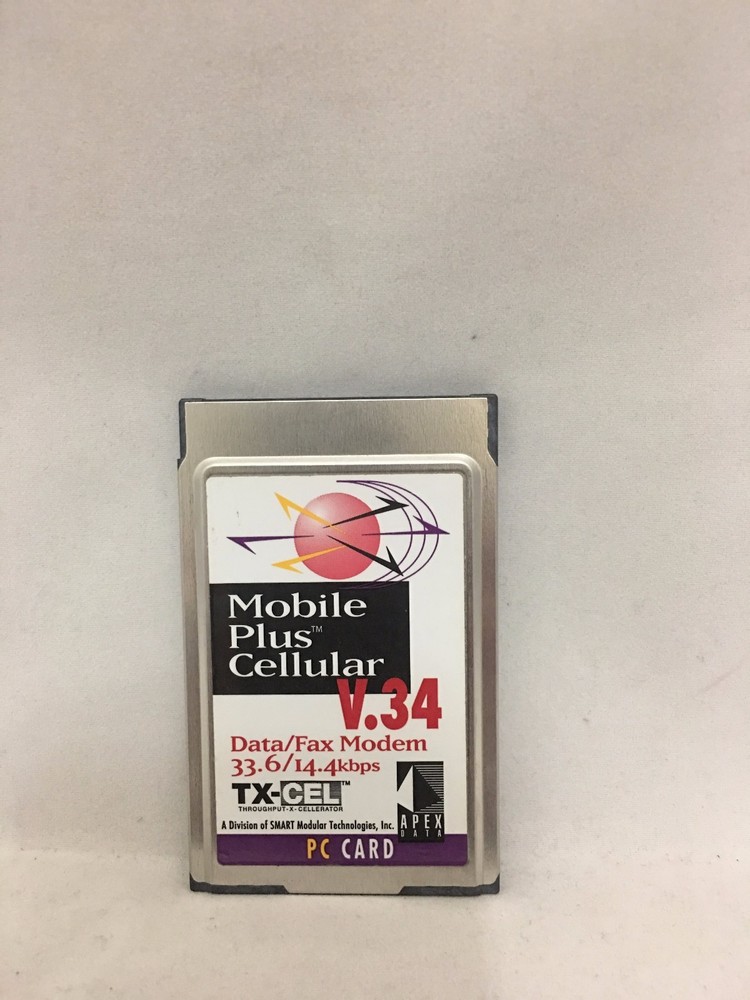 Mobile
Plus™
Cellular
V.34
Data/Fax Modem
33.6/14.4kbps
TX-CEL™
THROUGHPUT-X-CELLERATOR
A Division of SMART Modular Technologies, Inc.
APEX
DATA
PC CARD